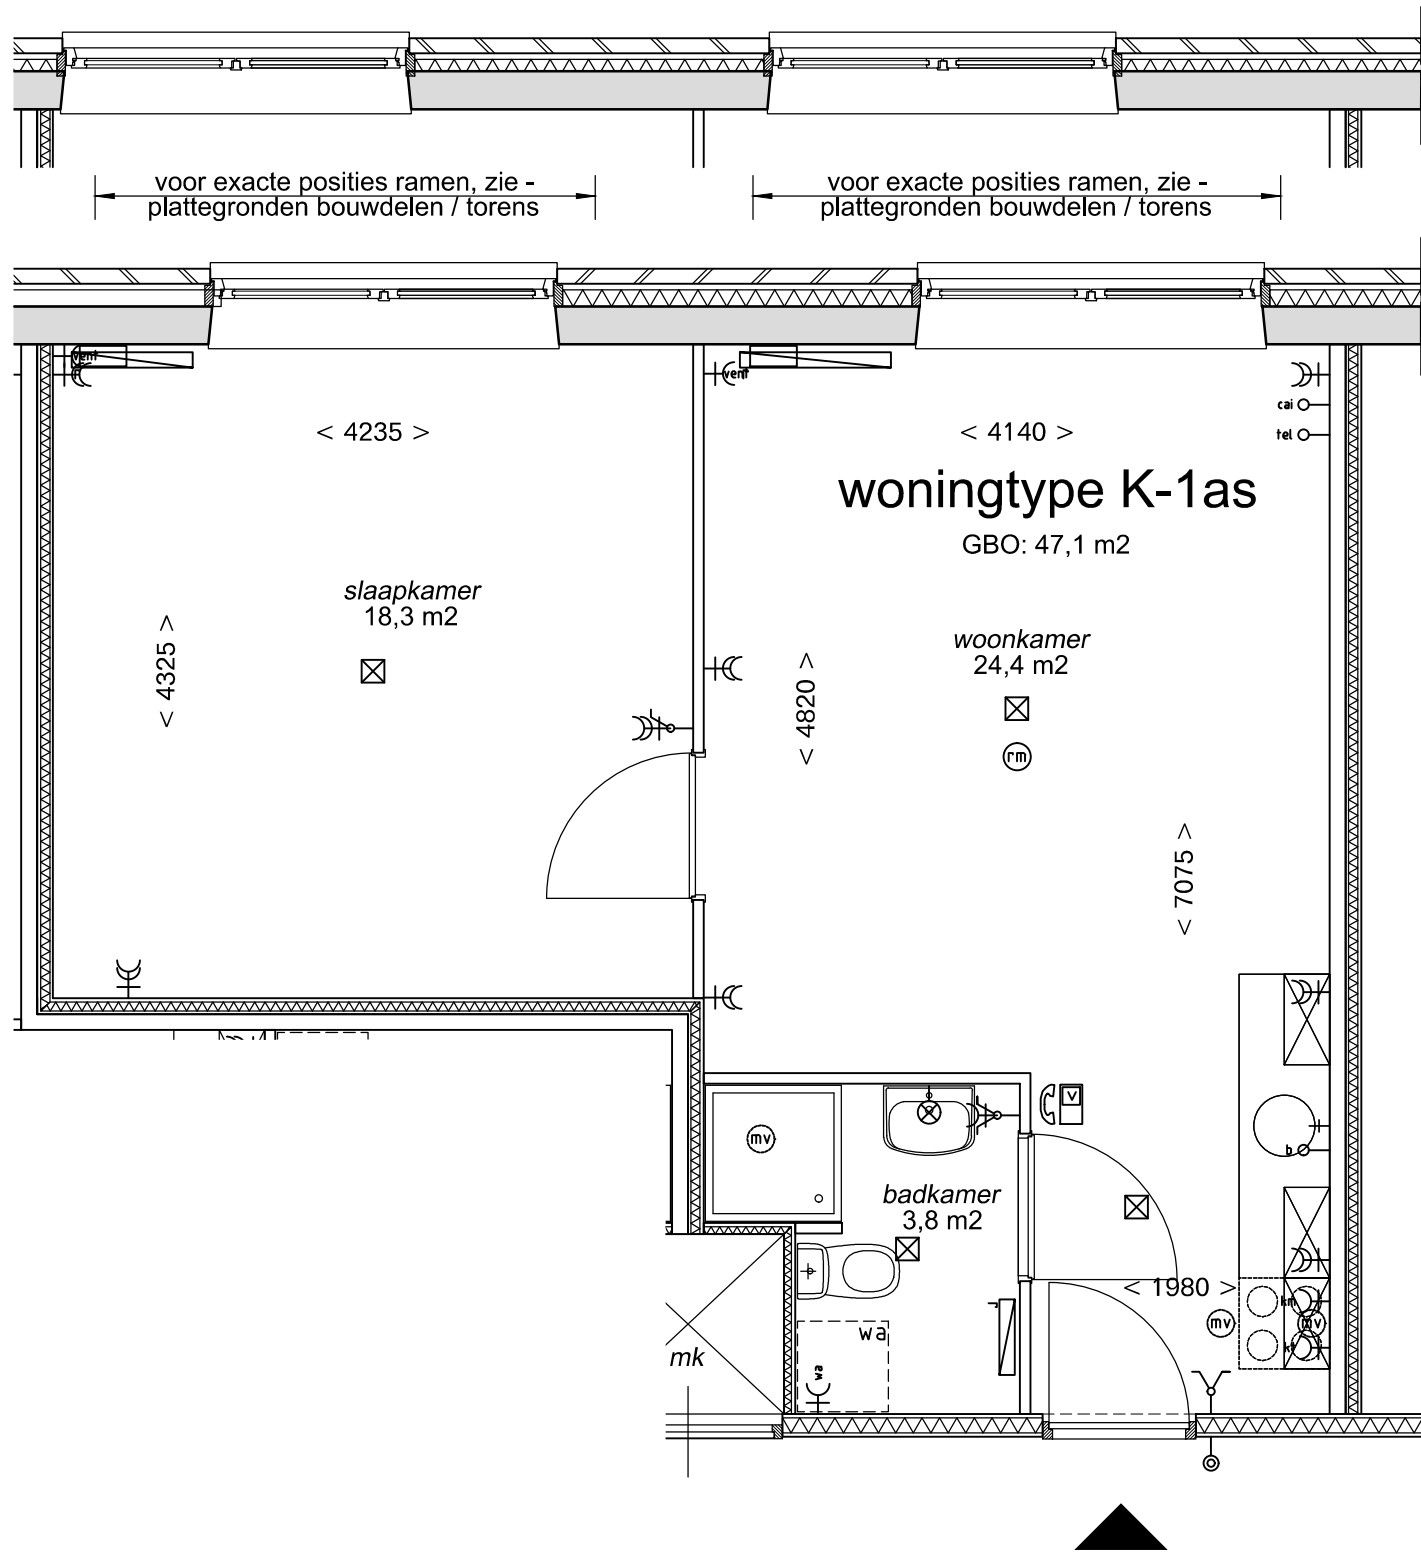 voor exacte posities ramen, zie -
plattegronden bouwdelen / torens
voor exacte posities ramen, zie -
plattegronden bouwdelen / torens
vent
vent
cai
tel
< 4235 >
< 4140 >
woningtype K-1as
GBO: 47,1 m2
slaapkamer
18,3 m2
< 4325 >
woonkamer
24,4 m2
< 4820 >
rm
< 7075 >
mv
b
badkamer
3,8 m2
< 1980 >
km
mv
mv
wa
wa
mk